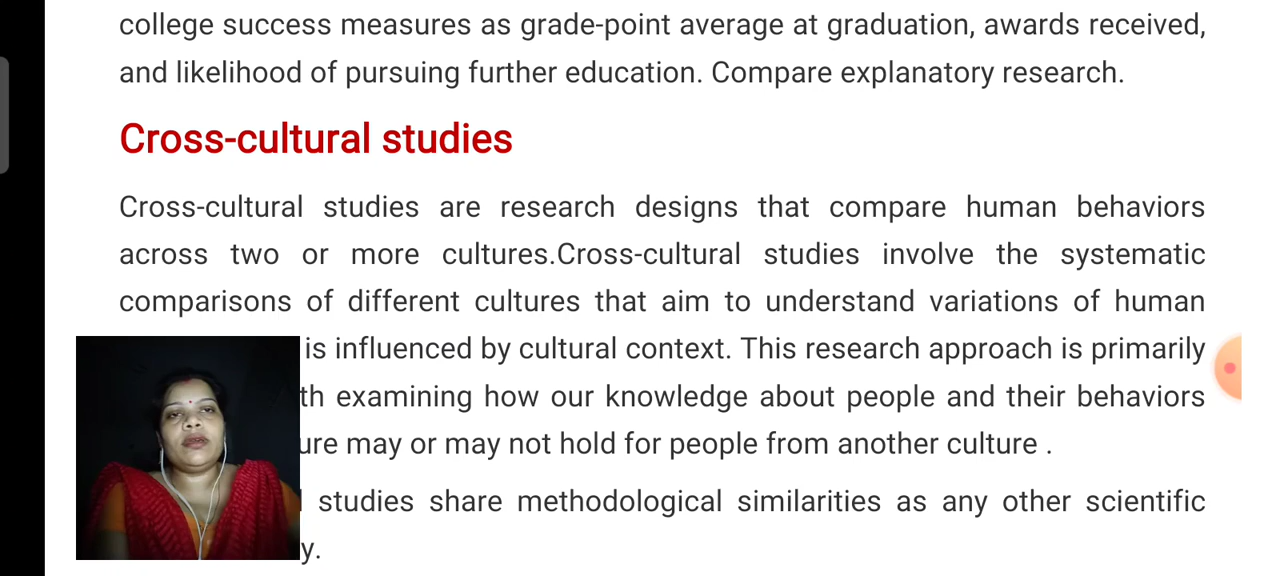 college success measures as grade-point average at graduation, awards received,
and likelihood of pursuing further education. Compare explanatory research.
Cross-cultural studies
Cross-cultural studies are research designs that compare human behaviors
across two or more cultures.Cross-cultural studies involve the systematic
comparisons of different cultures that aim to understand variations of human
is influenced by cultural context. This research approach is primarily
examining how our knowledge about people and their behaviors
may or may not hold for people from another culture .
studies share methodological similarities as any other scientific